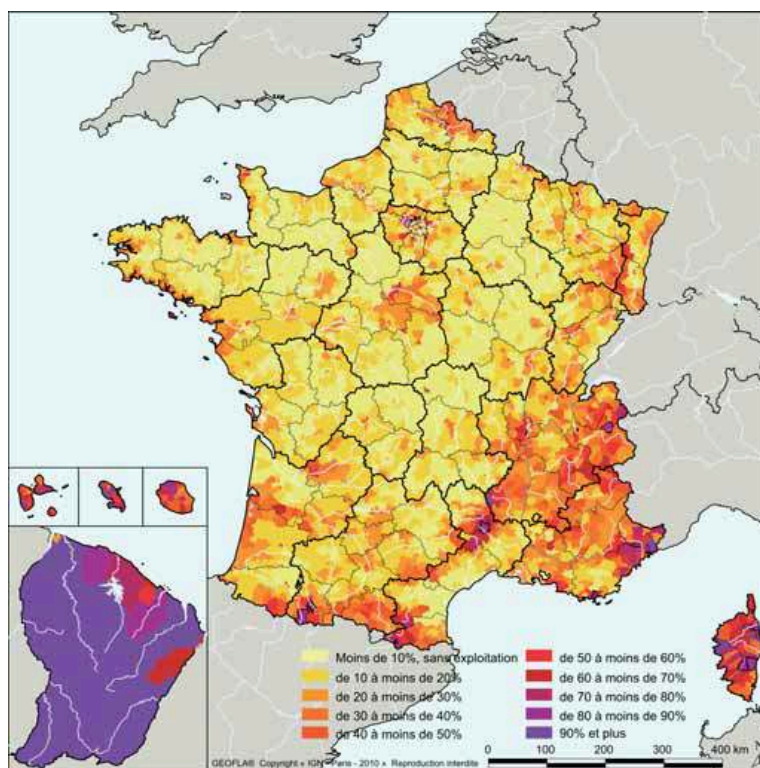 Moins de 10%, sans exploitation
de 10 à moins de 20%
de 20 à moins de 30%
de 30 à moins de 40%
de 40 à moins de 50%
de 50 à moins de 60%
de 60 à moins de 70%
de 70 à moins de 80%
de 80 à moins de 90%
90% et plus
GEOFLA® Copyright « IGN - Paris - 2010 » Reproduction interdite
0 100 200 300 400 km